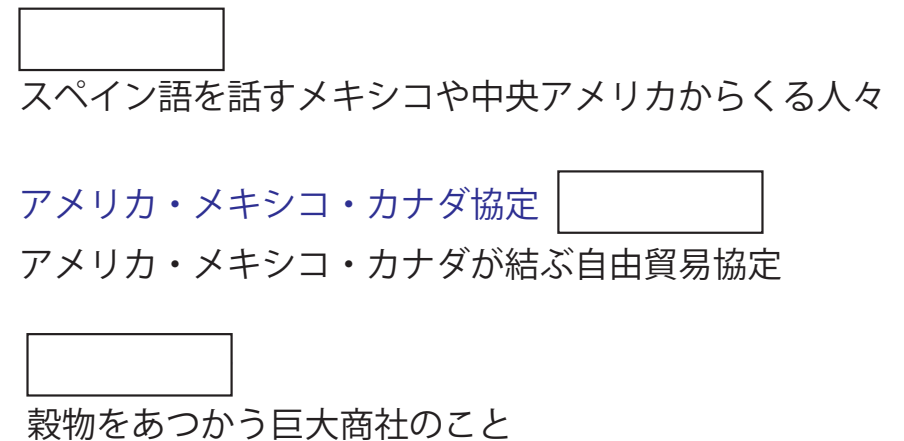 スペイン語を話すメキシコや中央アメリカからくる人々
アメリカ・メキシコ・カナダ協定
アメリカ・メキシコ・カナダが結ぶ自由貿易協定
穀物をあつかう巨大商社のこと